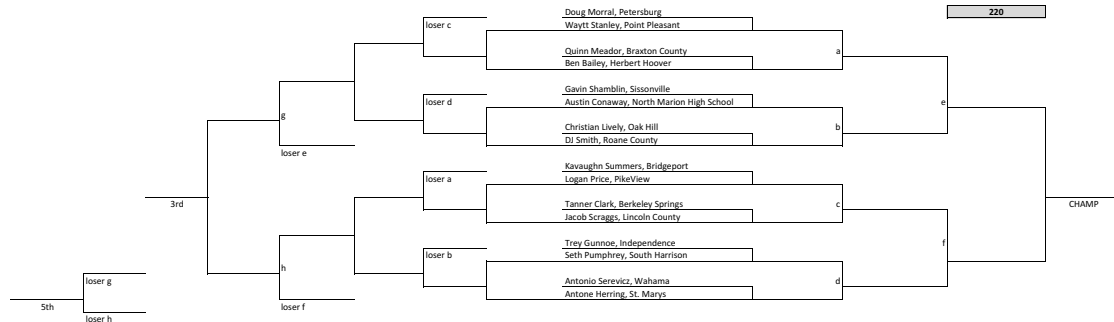 Doug Morral, Petersburg
220
loser c
Waytt Stanley, Point Pleasant
Quinn Meador, Braxton County
a
Ben Bailey, Herbert Hoover
Gavin Shamblin, Sissonville
loser d
Austin Conaway, North Marion High School
e
g
Christian Lively, Oak Hill
b
DJ Smith, Roane County
loser e
Kavaughn Summers, Bridgeport
loser a
Logan Price, PikeView
3rd
Tanner Clark, Berkeley Springs
c
CHAMP
Jacob Scraggs, Lincoln County
Trey Gunnoe, Independence
f
loser b
Seth Pumphrey, South Harrison
h
loser g
Antonio Serevicz, Wahama
d
Antone Herring, St. Marys
5th
loser f
loser h